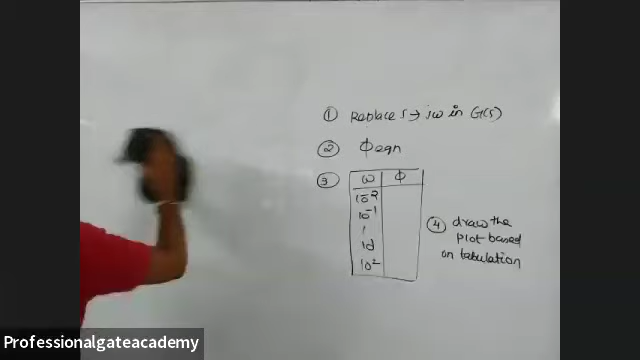 ① Replace s → jω in G(s)
② ϕ eqn
③ ω ϕ
10⁻²
10⁻¹
1
10
10²
④ draw the
plot based
on tabulation
Professionalgateacademy